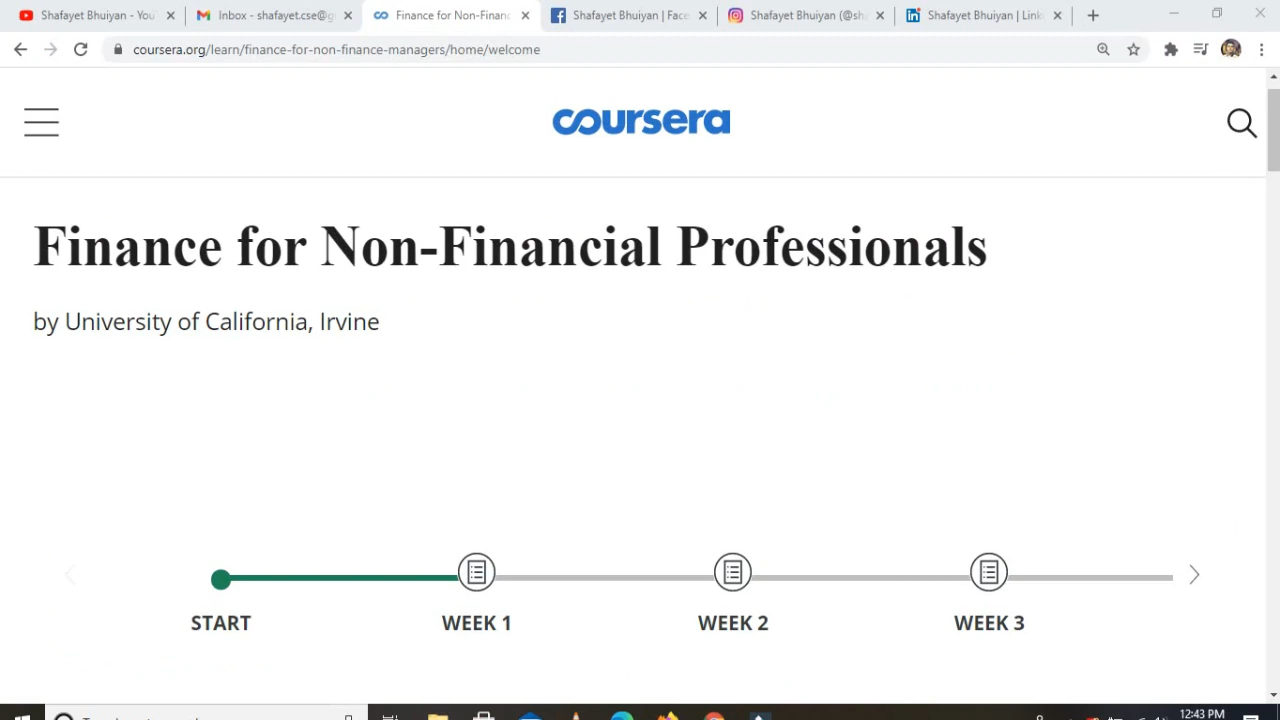 Shafayet Bhuiyan - You
Inbox - shafayet.cse@g
Finance for Non-Financ
Shafayet Bhuiyan | Face
Shafayet Bhuiyan (@sha
Shafayet Bhuiyan | Link
coursera.org/learn/finance-for-non-finance-managers/home/welcome
coursera
Finance for Non-Financial Professionals
by University of California, Irvine
START
WEEK 1
WEEK 2
WEEK 3
12:43 PM